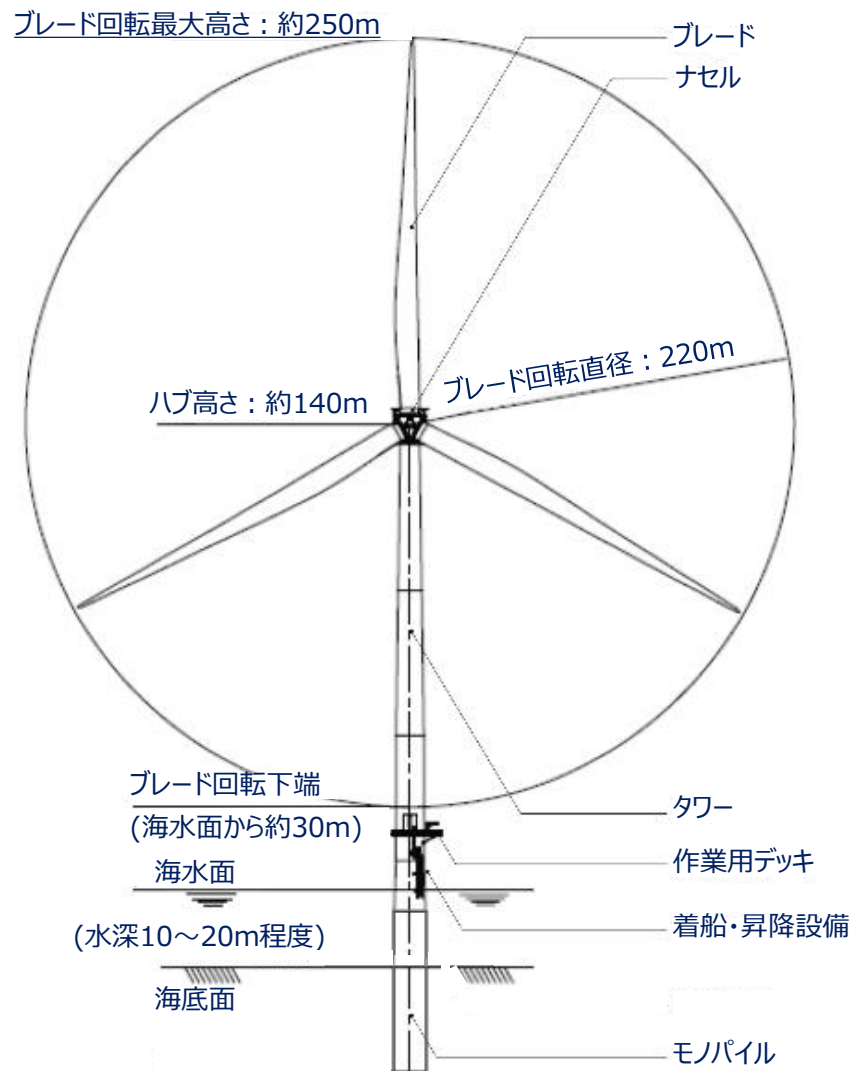 ブレード回転最大高さ：約250m
ブレード
ナセル
ブレード回転直径：220m
ハブ高さ：約140m
ブレード回転下端
(海水面から約30m)
タワー
作業用デッキ
海水面
着船・昇降設備
(水深10～20m程度)
海底面
モノパイル